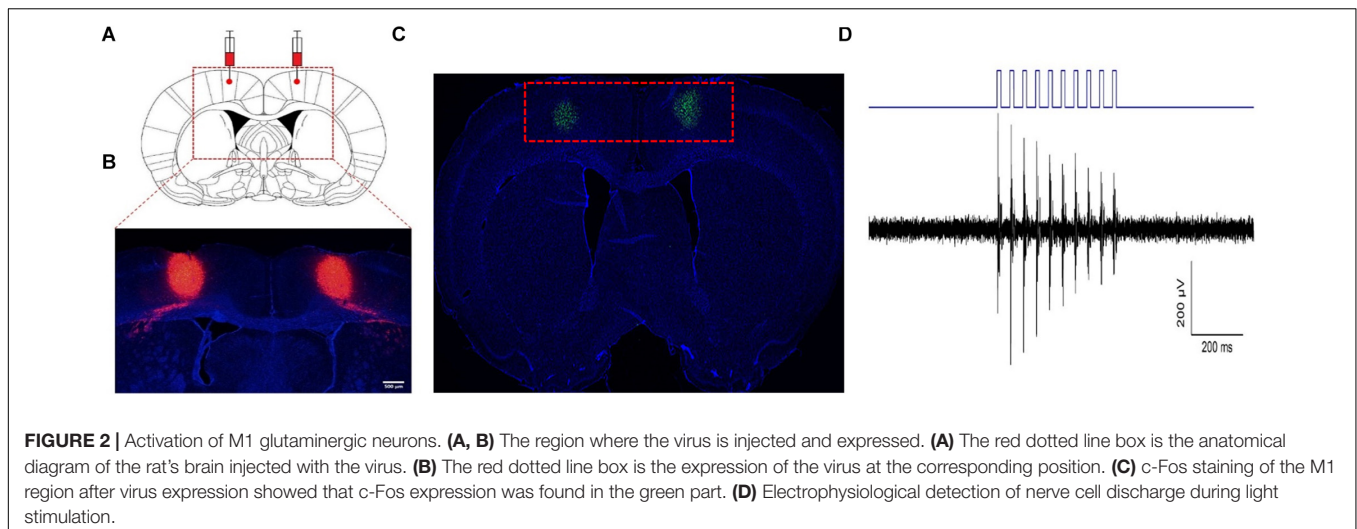 A
C
D
B
500 µm
200 µV
200 ms
FIGURE 2 | Activation of M1 glutaminergic neurons. (A, B) The region where the virus is injected and expressed. (A) The red dotted line box is the anatomical
diagram of the rat's brain injected with the virus. (B) The red dotted line box is the expression of the virus at the corresponding position. (C) c-Fos staining of the M1
region after virus expression showed that c-Fos expression was found in the green part. (D) Electrophysiological detection of nerve cell discharge during light
stimulation.